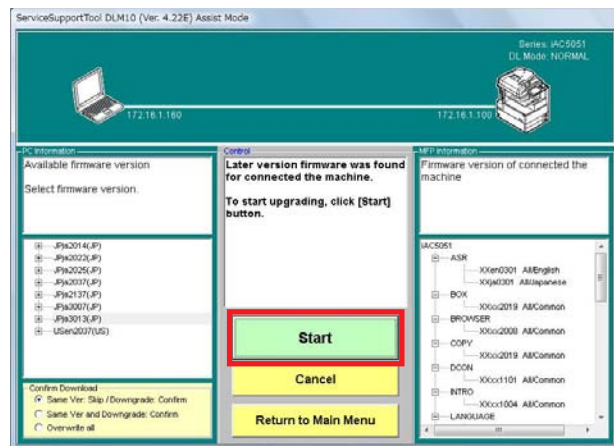 ServiceSupportTool DLM10 (Ver. 4.22E) Assist Mode
Series: iAC5051
DL Mode: NORMAL
172.16.1.160
172.16.1.100
PC Information
Available firmware version
Select firmware version.
JPja2014(JP)
JPja2022(JP)
JPja2025(JP)
JPja2037(JP)
JPja2137(JP)
JPja3007(JP)
JPja3013(JP)
USen2037(US)
Confirm Download
Same Ver: Skip / Downgrade: Confirm
Same Ver and Downgrade: Confirm
Overwrite all
Control
Later version firmware was found
for connected the machine.
To start upgrading, click [Start]
button.
Start
Cancel
Return to Main Menu
MFP Information
Firmware version of connected the
machine
iAC5051
ASR
XXen0301 All/English
XXja0301 All/Japanese
BOX
XXxx2019 All/Common
BROWSER
XXxx2008 All/Common
COPY
XXxx2019 All/Common
DCON
XXxx1101 All/Common
INTRO
XXxx1004 All/Common
LANGUAGE